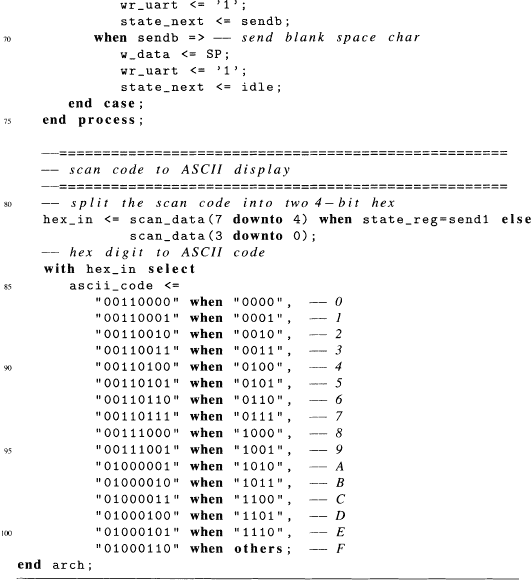 wr_uart <= '1';
state_next <= sendb;
70 when sendb => -- send blank space char
w_data <= SP;
wr_uart <= '1';
state_next <= idle;
end case;
75 end process;
--=====================================================
-- scan code to ASCII display
--=====================================================
80 -- split the scan code into two 4-bit hex
hex_in <= scan_data(7 downto 4) when state_reg=send1 else
scan_data(3 downto 0);
-- hex digit to ASCII code
with hex_in select
85 ascii_code <=
"00110000" when "0000", -- 0
"00110001" when "0001", -- 1
"00110010" when "0010", -- 2
"00110011" when "0011", -- 3
90 "00110100" when "0100", -- 4
"00110101" when "0101", -- 5
"00110110" when "0110", -- 6
"00110111" when "0111", -- 7
"00111000" when "1000", -- 8
95 "00111001" when "1001", -- 9
"01000001" when "1010", -- A
"01000010" when "1011", -- B
"01000011" when "1100", -- C
"01000100" when "1101", -- D
100 "01000101" when "1110", -- E
"01000110" when others; -- F
end arch;